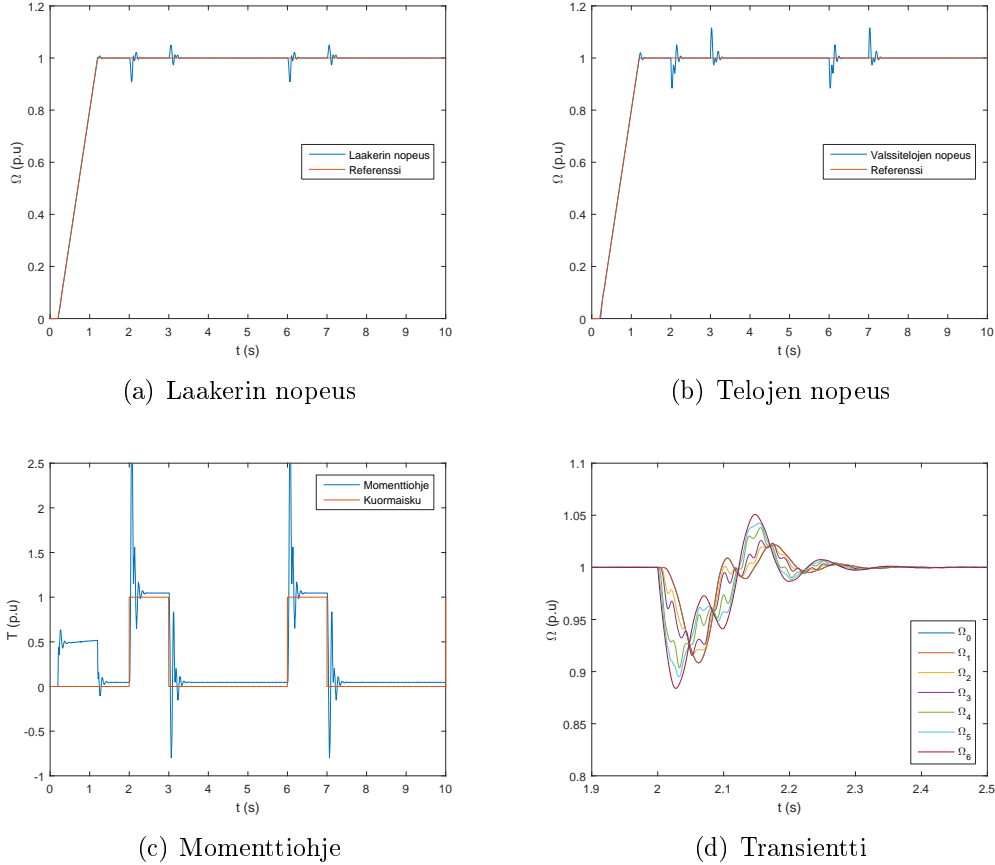 1.2
1
0.8
0.6
0.4
0.2
0
Ω (p.u)
0 1 2 3 4 5 6 7 8 9 10
t (s)
Laakerin nopeus
Referenssi
(a) Laakerin nopeus
1.2
1
0.8
0.6
0.4
0.2
0
Ω (p.u)
0 1 2 3 4 5 6 7 8 9 10
t (s)
Valssitelojen nopeus
Referenssi
(b) Telojen nopeus
2.5
2
1.5
1
0.5
0
-0.5
-1
T (p.u)
0 1 2 3 4 5 6 7 8 9 10
t (s)
Momenttiohje
Kuormaisku
(c) Momenttiohje
1.1
1.05
1
0.95
0.9
0.85
0.8
Ω (p.u)
1.9 2 2.1 2.2 2.3 2.4 2.5
t (s)
Ω0
Ω1
Ω2
Ω3
Ω4
Ω5
Ω6
(d) Transientti